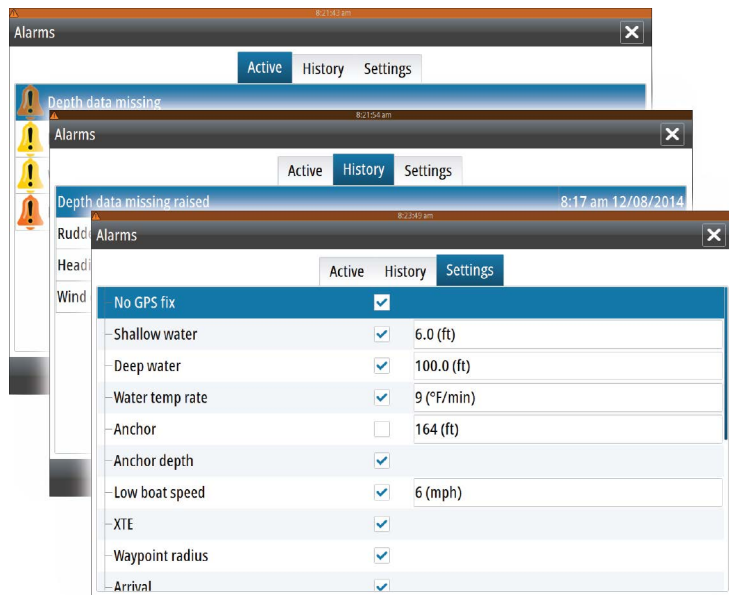 8:21:43 am
Alarms
Active History Settings
Depth data missing
8:21:54 am
Alarms
Active History Settings
Depth data missing raised 8:17 am 12/08/2014
Wind
8:23:49 am
Alarms
Active History Settings
No GPS fix
Shallow water 6.0 (ft)
Deep water 100.0 (ft)
Water temp rate 9 (°F/min)
Anchor 164 (ft)
Anchor depth
Low boat speed 6 (mph)
XTE
Waypoint radius
Arrival